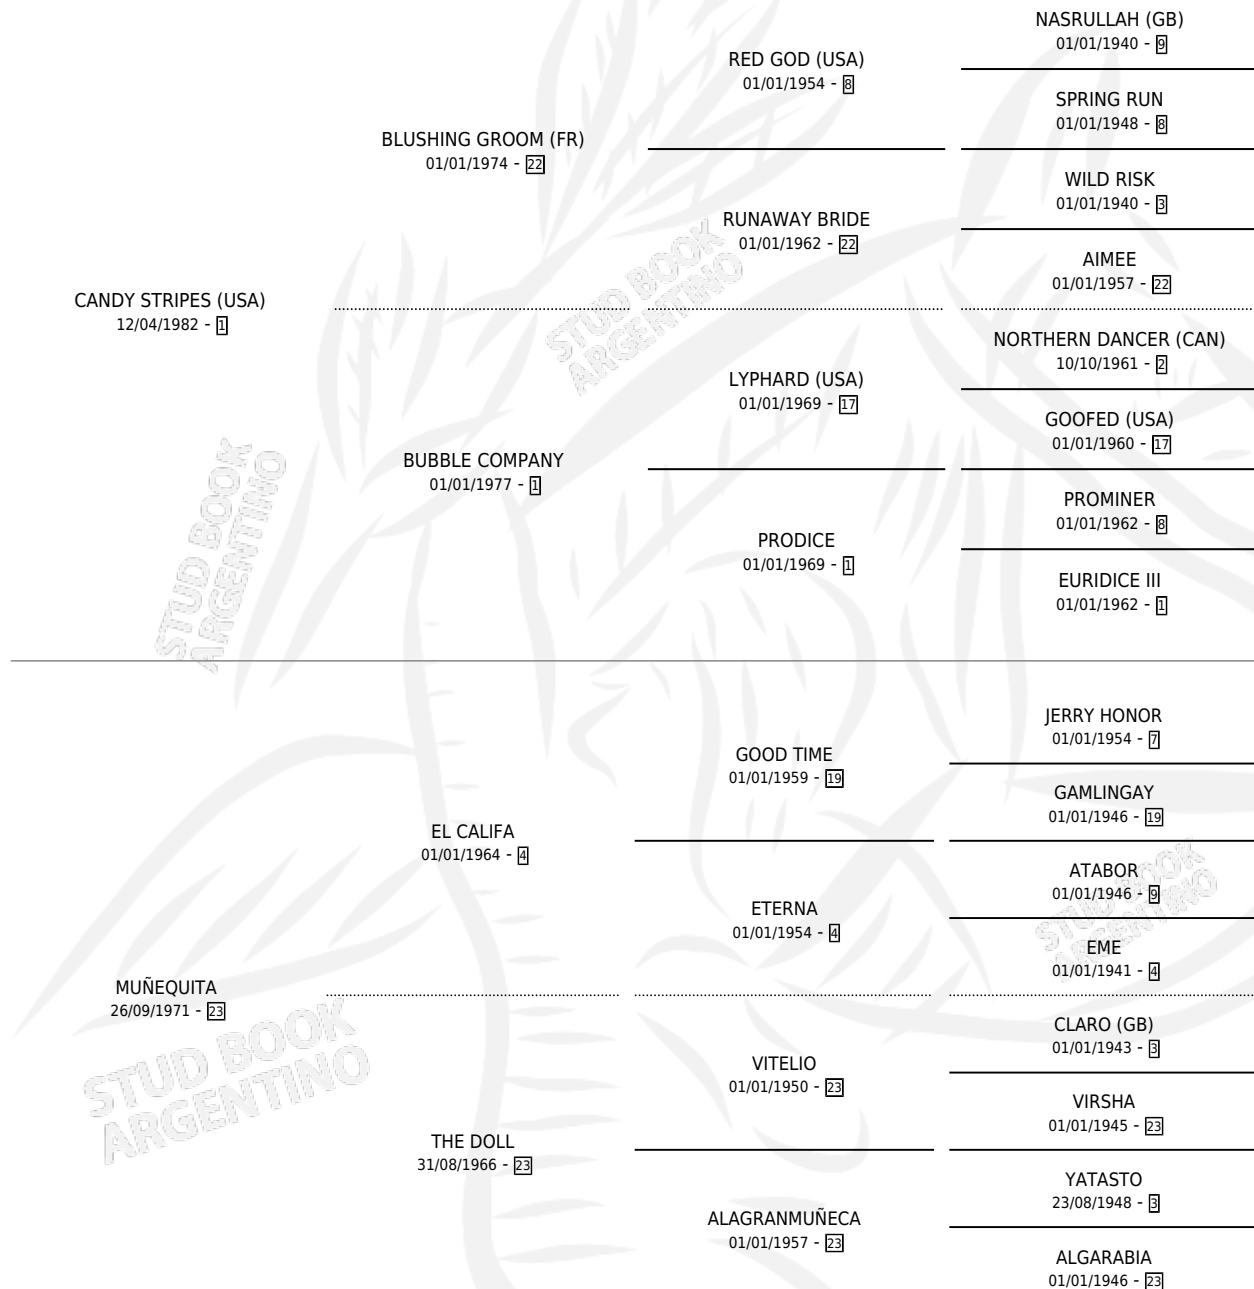 NASRULLAH (GB)
01/01/1940 - 9
RED GOD (USA)
01/01/1954 - 8
SPRING RUN
01/01/1948 - 8
BLUSHING GROOM (FR)
01/01/1974 - 22
WILD RISK
01/01/1940 - 3
RUNAWAY BRIDE
01/01/1962 - 22
AIMEE
01/01/1957 - 22
CANDY STRIPES (USA)
12/04/1982 - 1
NORTHERN DANCER (CAN)
10/10/1961 - 2
LYPHARD (USA)
01/01/1969 - 17
GOOFED (USA)
01/01/1960 - 17
BUBBLE COMPANY
01/01/1977 - 1
PROMINER
01/01/1962 - 8
PRODICE
01/01/1969 - 1
EURIDICE III
01/01/1962 - 1
JERRY HONOR
01/01/1954 - 7
GOOD TIME
01/01/1959 - 19
GAMLINGAY
01/01/1946 - 19
EL CALIFA
01/01/1964 - 4
ATABOR
01/01/1946 - 9
ETERNA
01/01/1954 - 4
EME
01/01/1941 - 4
MUÑEQUITA
26/09/1971 - 23
CLARO (GB)
01/01/1943 - 3
VITELIO
01/01/1950 - 23
VIRSHA
01/01/1945 - 23
THE DOLL
31/08/1966 - 23
YATASTO
23/08/1948 - 3
ALAGRANMUÑECA
01/01/1957 - 23
ALGARABIA
01/01/1946 - 23
STUD BOOK
ARGENTINO
STUD BOOK
ARGENTINO
STUD BOOK
ARGENTINO
STUD BOOK
ARGENTINO